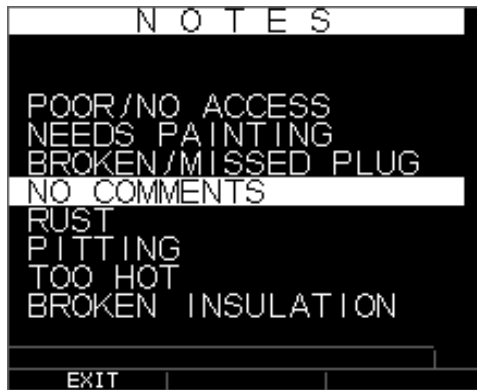 N O T E S
POOR/NO ACCESS
NEEDS PAINTING
BROKEN/MISSED PLUG
NO COMMENTS
RUST
PITTING
TOO HOT
BROKEN INSULATION
EXIT